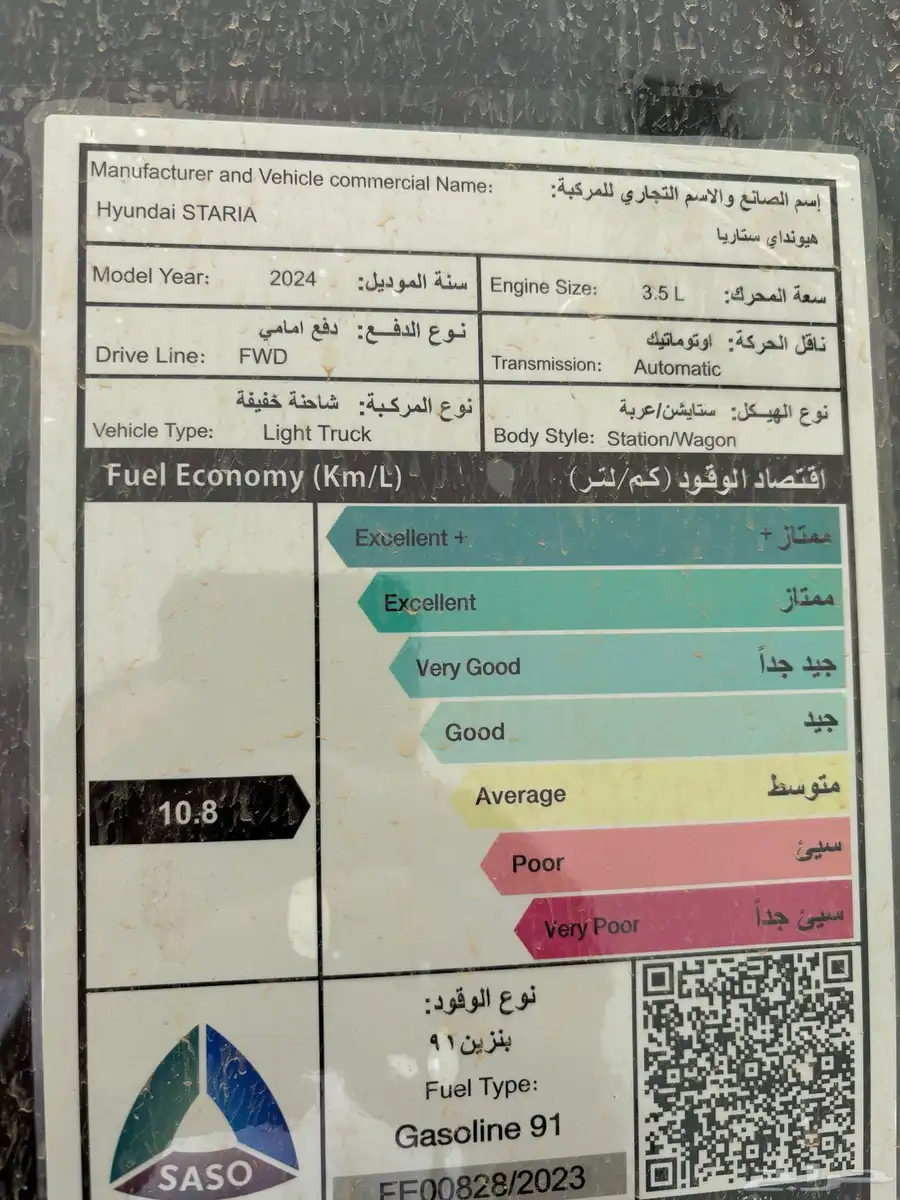 Manufacturer and Vehicle commercial Name: إسم الصانع والاسم التجاري للمركبة:
Hyundai STARIA هيونداي ستاريا
Model Year: 2024 سنة الموديل:
Engine Size: 3.5 L سعة المحرك:
نوع الدفع: دفع امامي
Drive Line: FWD
ناقل الحركة: اوتوماتيك
Transmission: Automatic
نوع المركبة: شاحنة خفيفة
Vehicle Type: Light Truck
نوع الهيكل: ستايشن/عربة
Body Style: Station/Wagon
Fuel Economy (Km/L) اقتصاد الوقود (كم/لتر)
Excellent + ممتاز +
Excellent ممتاز
Very Good جيد جداً
Good جيد
Average متوسط
10.8
Poor سيئ
Very Poor سيئ جداً
نوع الوقود:
بنزين ٩١
Fuel Type:
Gasoline 91
SASO
FE00828/2023